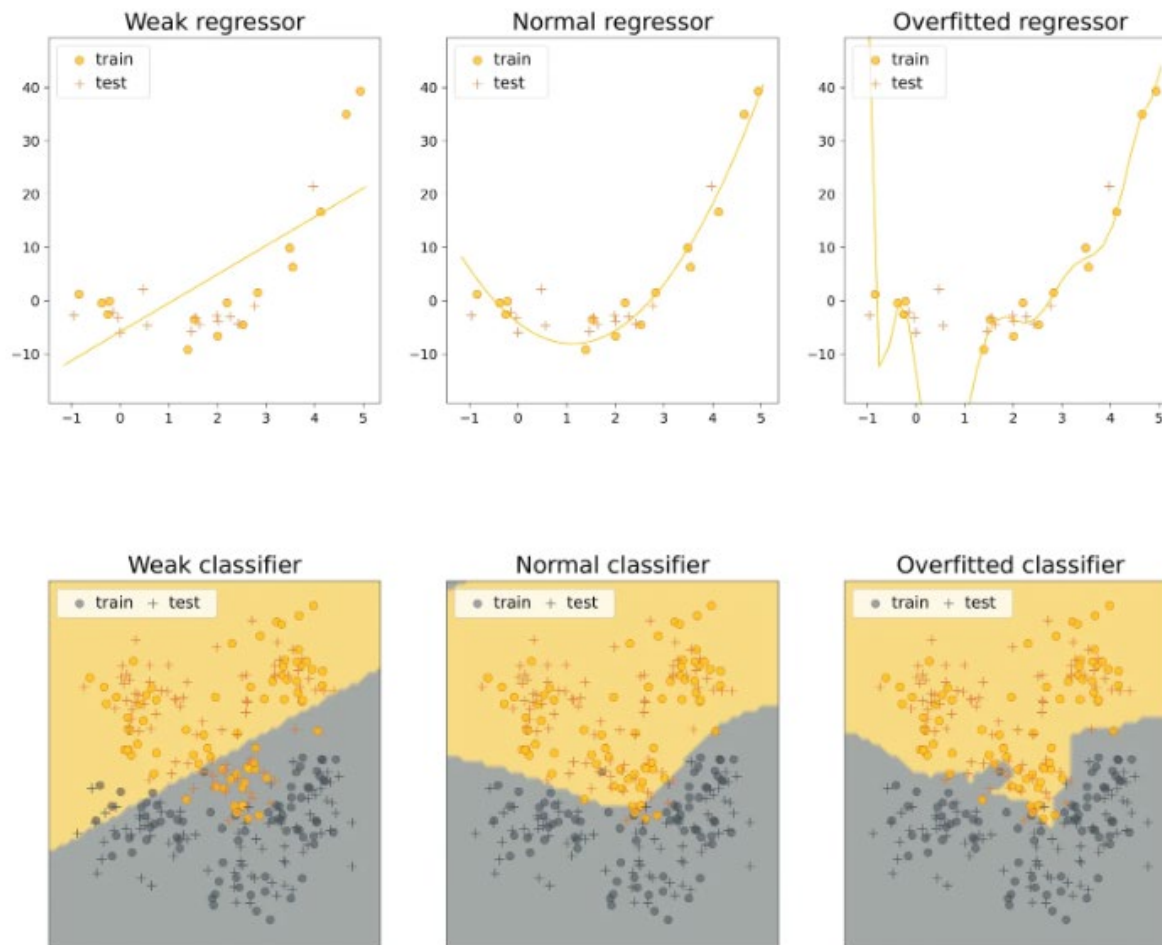 Weak regressor
Normal regressor
Overfitted regressor
train
test
train
test
train
test
40
30
20
10
0
−10
−1 0 1 2 3 4 5
40
30
20
10
0
−10
−1 0 1 2 3 4 5
40
30
20
10
0
−10
−1 0 1 2 3 4 5
Weak classifier
Normal classifier
Overfitted classifier
train test
train test
train test